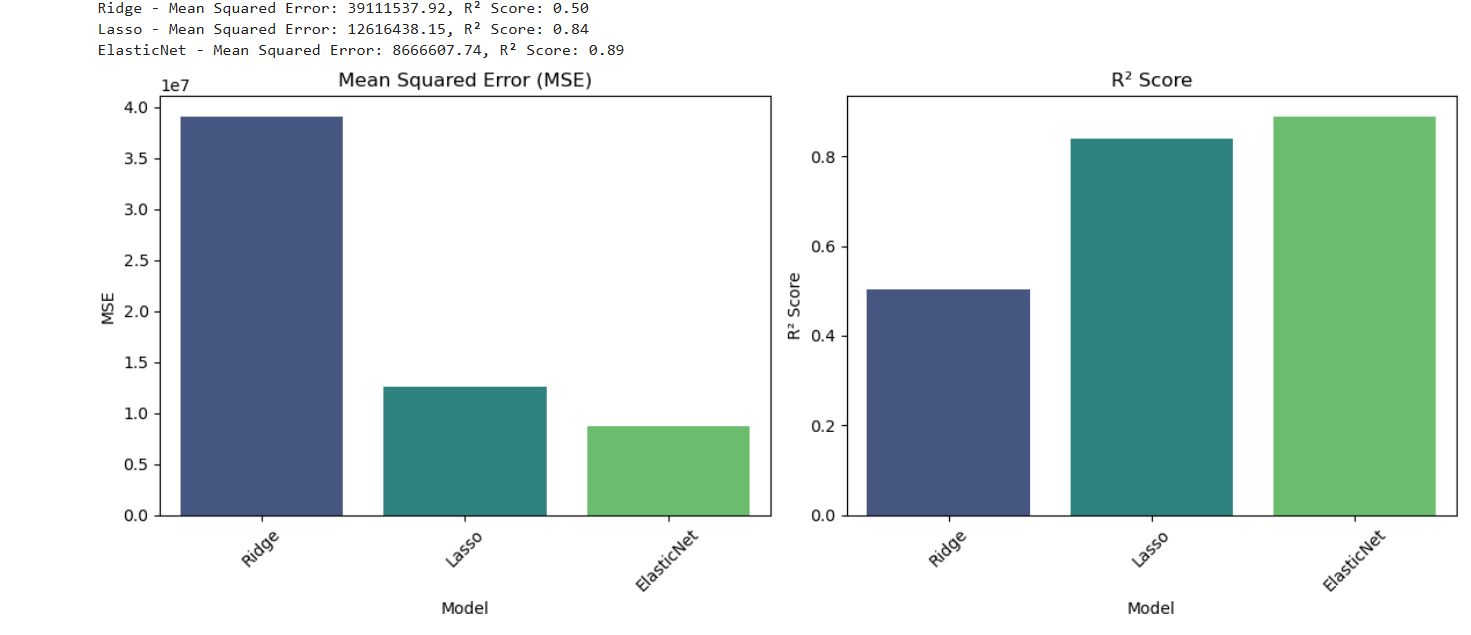 Ridge - Mean Squared Error: 39111537.92, R² Score: 0.50
Lasso - Mean Squared Error: 12616438.15, R² Score: 0.84
ElasticNet - Mean Squared Error: 8666607.74, R² Score: 0.89
Mean Squared Error (MSE)
1e7
4.0
3.5
3.0
2.5
2.0
1.5
1.0
0.5
0.0
MSE
Ridge
Lasso
ElasticNet
Model
R² Score
0.8
0.6
0.4
0.2
0.0
R² Score
Ridge
Lasso
ElasticNet
Model